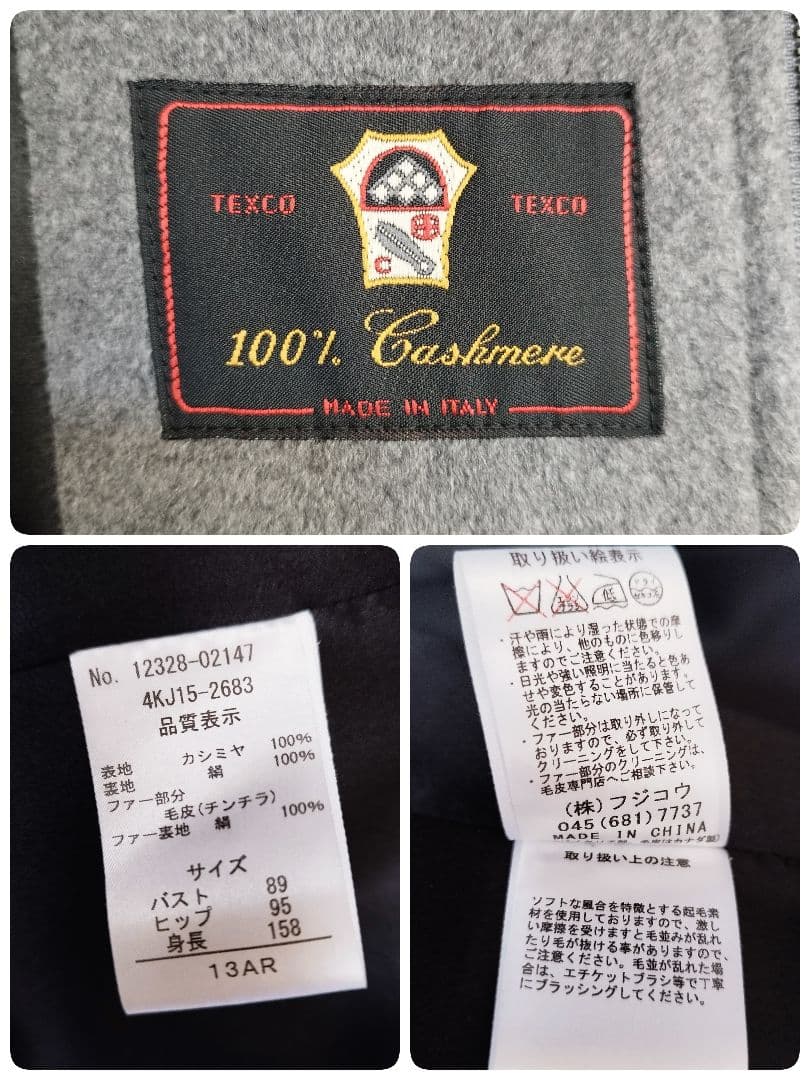 TEXCO TEXCO
100% Cashmere
MADE IN ITALY
No. 12328-02147
4KJ15-2683
品質表示
表地 カシミヤ 100%
裏地 絹 100%
ファー部分
毛皮(チンチラ) 100%
ファー裏地 絹
サイズ
バスト 89
ヒップ 95
身長 158
13AR
取り扱い絵表示
低
ドライ
セキユ系
・汗や雨により湿った状態での摩
擦により、他のものに色移りし
ますのでご注意ください。
・日光や強い照明に当たると色あ
せや変色することがあります。
光の当たらない場所に保管して
ください。
・ファー部分は取り外しになって
おりますので、必ず取り外して
クリーニングをして下さい。
・ファー部分のクリーニングは、
毛皮専門店へご相談下さい。
(株)フジコウ
045(681)7737
MADE IN CHINA
取り扱い上の注意
ソフトな風合を特徴とする起毛素
材を使用しておりますので、激し
い摩擦を受けますと毛並みが乱れ
たり毛が抜ける事がありますので、
ご注意ください。毛並が乱れた場
合は、エチケットブラシ等で丁寧
にブラッシングしてください。